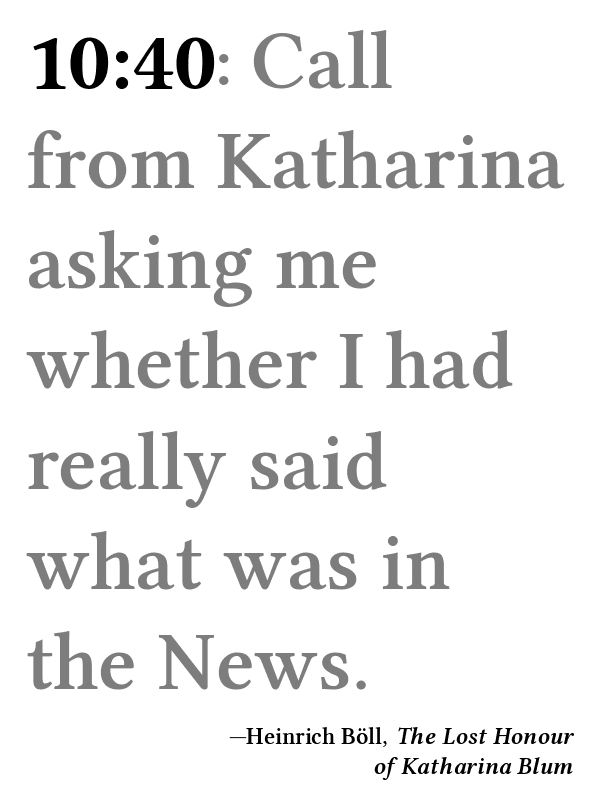 10:40: Call
from Katharina
asking me
whether I had
really said
what was in
the News.
—Heinrich Böll, The Lost Honour
of Katharina Blum